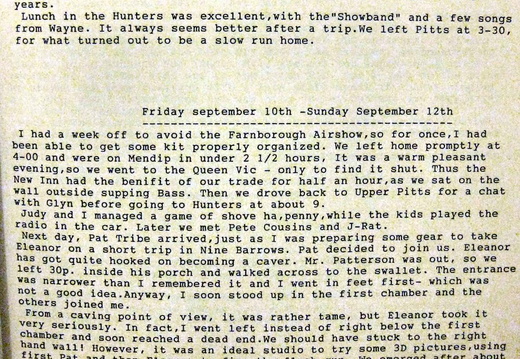 years.
Lunch in the Hunters was excellent,with the"Showband" and a few songs
from Wayne. It always seems better after a trip.We left Pitts at 3-30,
for what turned out to be a slow run home.
Friday september 10th -Sunday September 12th
I had a week off to avoid the Farnborough Airshow,so for once,I had
been able to get some kit properly organized. We left home promptly at
4-00 and were on Mendip in under 2 1/2 hours, It was a warm pleasant
evening,so we went to the Queen Vic - only to find it shut. Thus the
New Inn had the benifit of our trade for half an hour,as we sat on the
wall outside supping Bass. Then we drove back to Upper Pitts for a chat
with Glyn before going to Hunters at about 9.
Judy and I managed a game of shove ha,penny,while the kids played the
radio in the car. Later we met Pete Cousins and J-Rat.
Next day, Pat Tribe arrived,just as I was preparing some gear to take
Eleanor on a short trip in Nine Barrows. Pat decided to join us. Eleanor
has got quite hooked on becoming a caver. Mr. Patterson was out, so we
left 30p. inside his porch and walked across to the swallet. The entrance
was narrower than I remembered it and I went in feet first- which was
not a good idea.Anyway, I soon stood up in the first chamber and the
others joined me.
From a caving point of view, it was rather tame, but Eleanor took it
very seriously. In fact,I went left instead of right below the first
chamber and soon reached a dead end.We should have stuck to the right
hand wall! However, it was an ideal studio to try some 3D pictures,using
first Pat and then